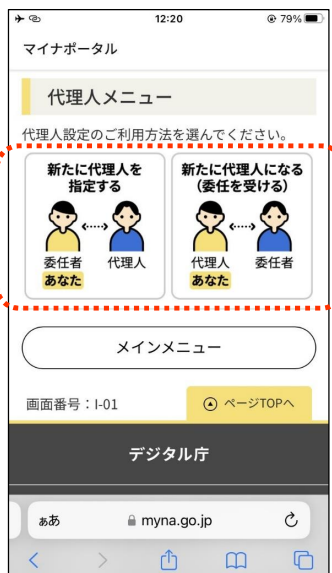 12:20
79%
マイナポータル
代理人メニュー
代理人設定のご利用方法を選んでください。
新たに代理人を
指定する
委任者 代理人
あなた
新たに代理人になる
(委任を受ける)
代理人 委任者
あなた
メインメニュー
画面番号：I-01
ページTOPへ
デジタル庁
ぁあ
myna.go.jp